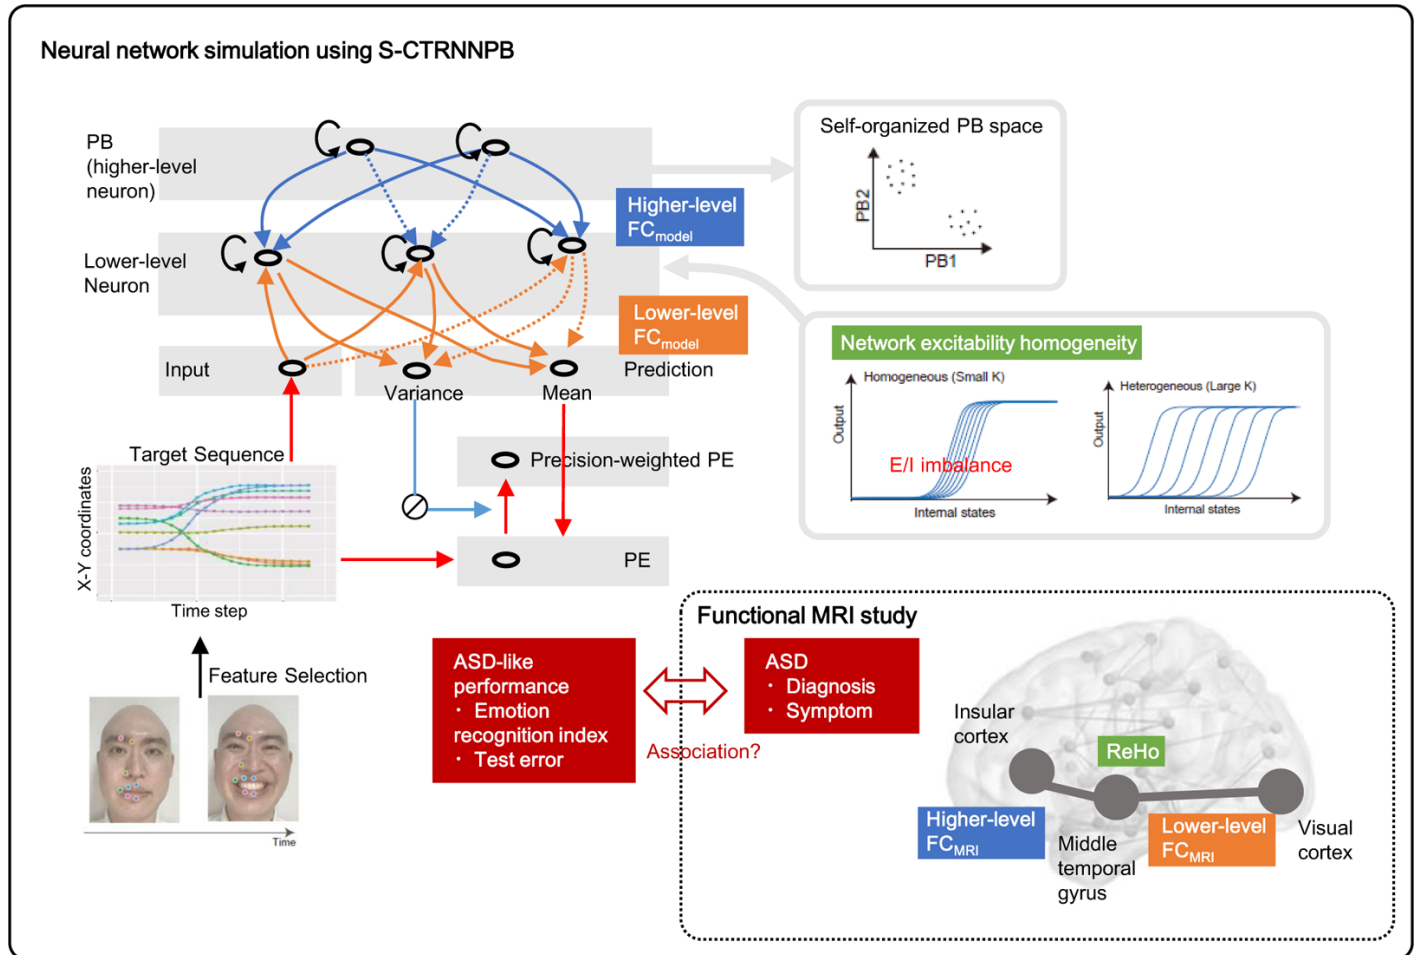 Neural network simulation using S-CTRNNPB
PB
(higher-level
neuron)
Higher-level
FCmodel
Lower-level
Neuron
Lower-level
FCmodel
Input
Variance
Mean
Prediction
Self-organized PB space
PB2
PB1
Network excitability homogeneity
Homogeneous (Small K)
Output
E/I imbalance
Internal states
Heterogeneous (Large K)
Output
Internal states
Target Sequence
X-Y coordinates
Time step
Precision-weighted PE
PE
Feature Selection
Time
ASD-like
performance
・ Emotion
recognition index
・ Test error
Association?
Functional MRI study
ASD
・ Diagnosis
・ Symptom
Insular
cortex
ReHo
Higher-level
FCMRI
Middle
temporal
gyrus
Lower-level
FCMRI
Visual
cortex